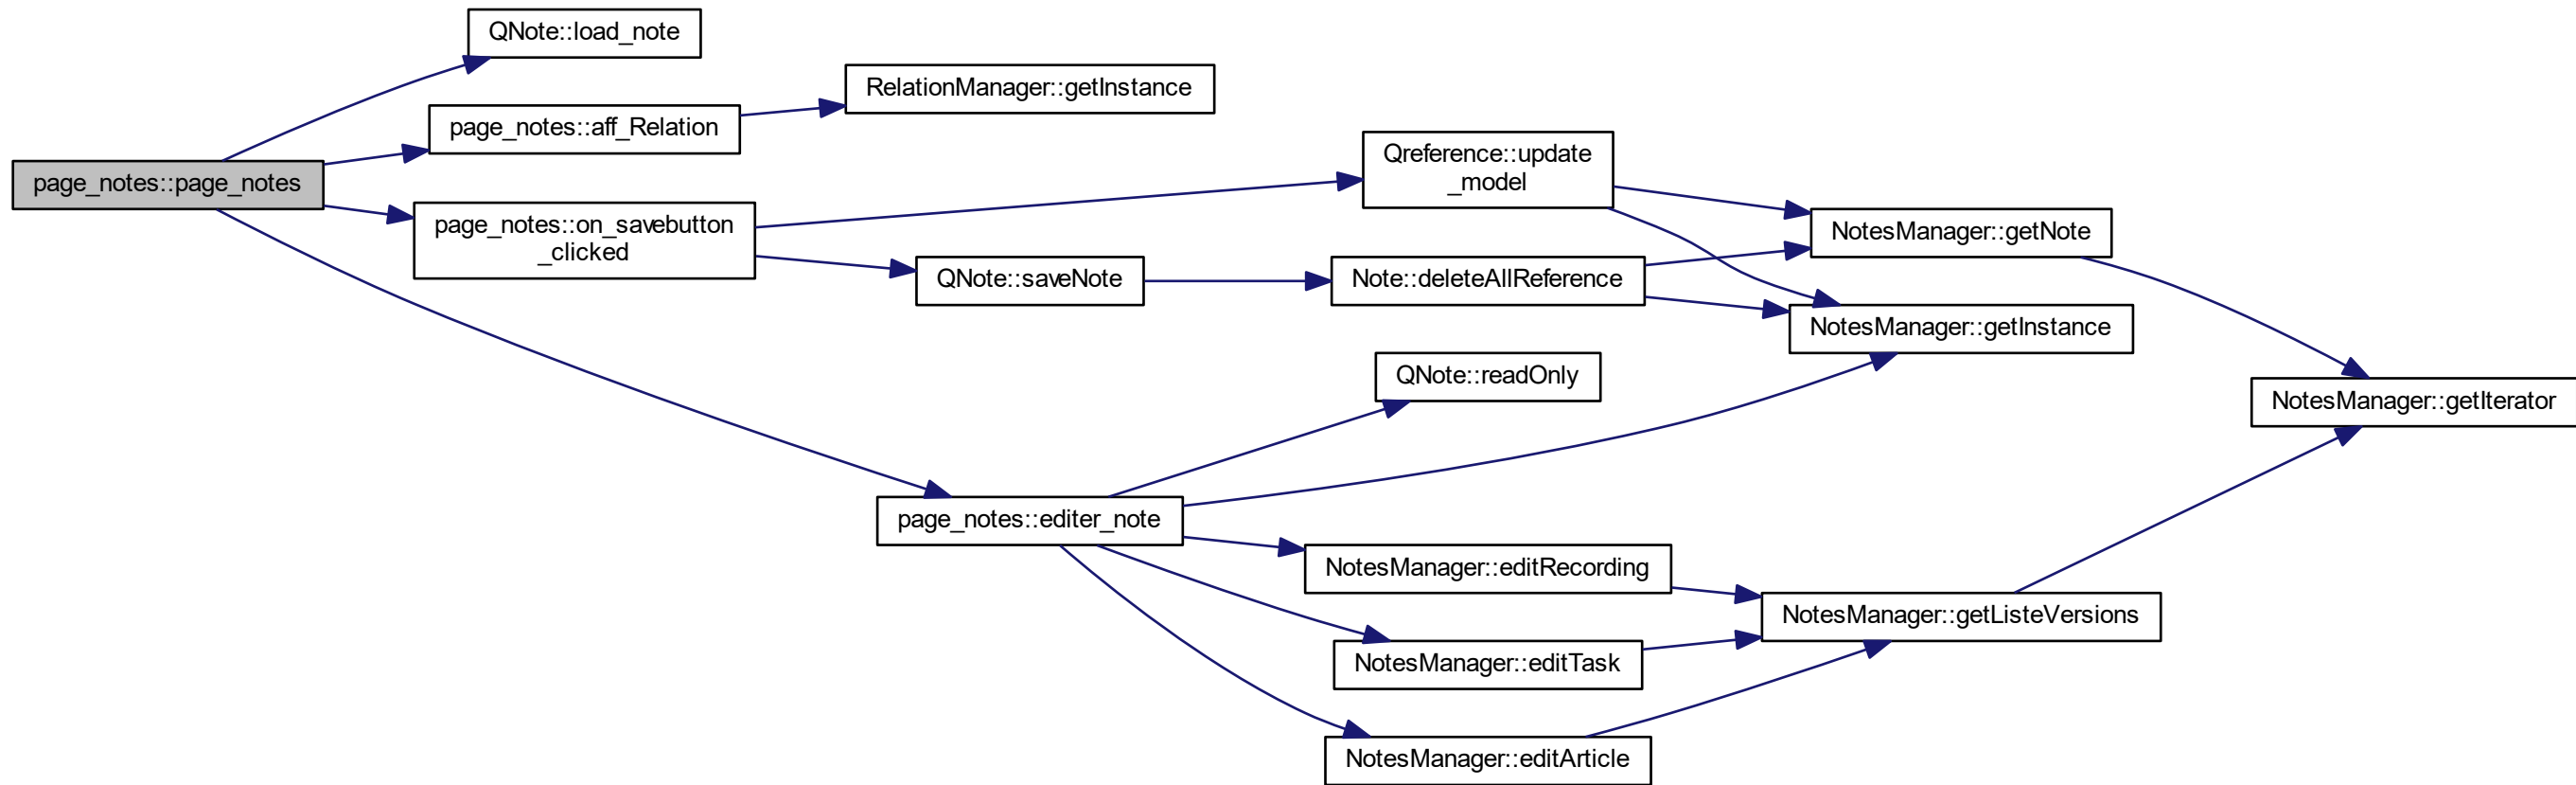 QNote::load_note
RelationManager::getInstance
page_notes::aff_Relation
page_notes::page_notes
Qreference::update
_model
page_notes::on_savebutton
_clicked
NotesManager::getNote
QNote::saveNote
Note::deleteAllReference
NotesManager::getInstance
QNote::readOnly
NotesManager::getIterator
page_notes::editer_note
NotesManager::editRecording
NotesManager::getListeVersions
NotesManager::editTask
NotesManager::editArticle